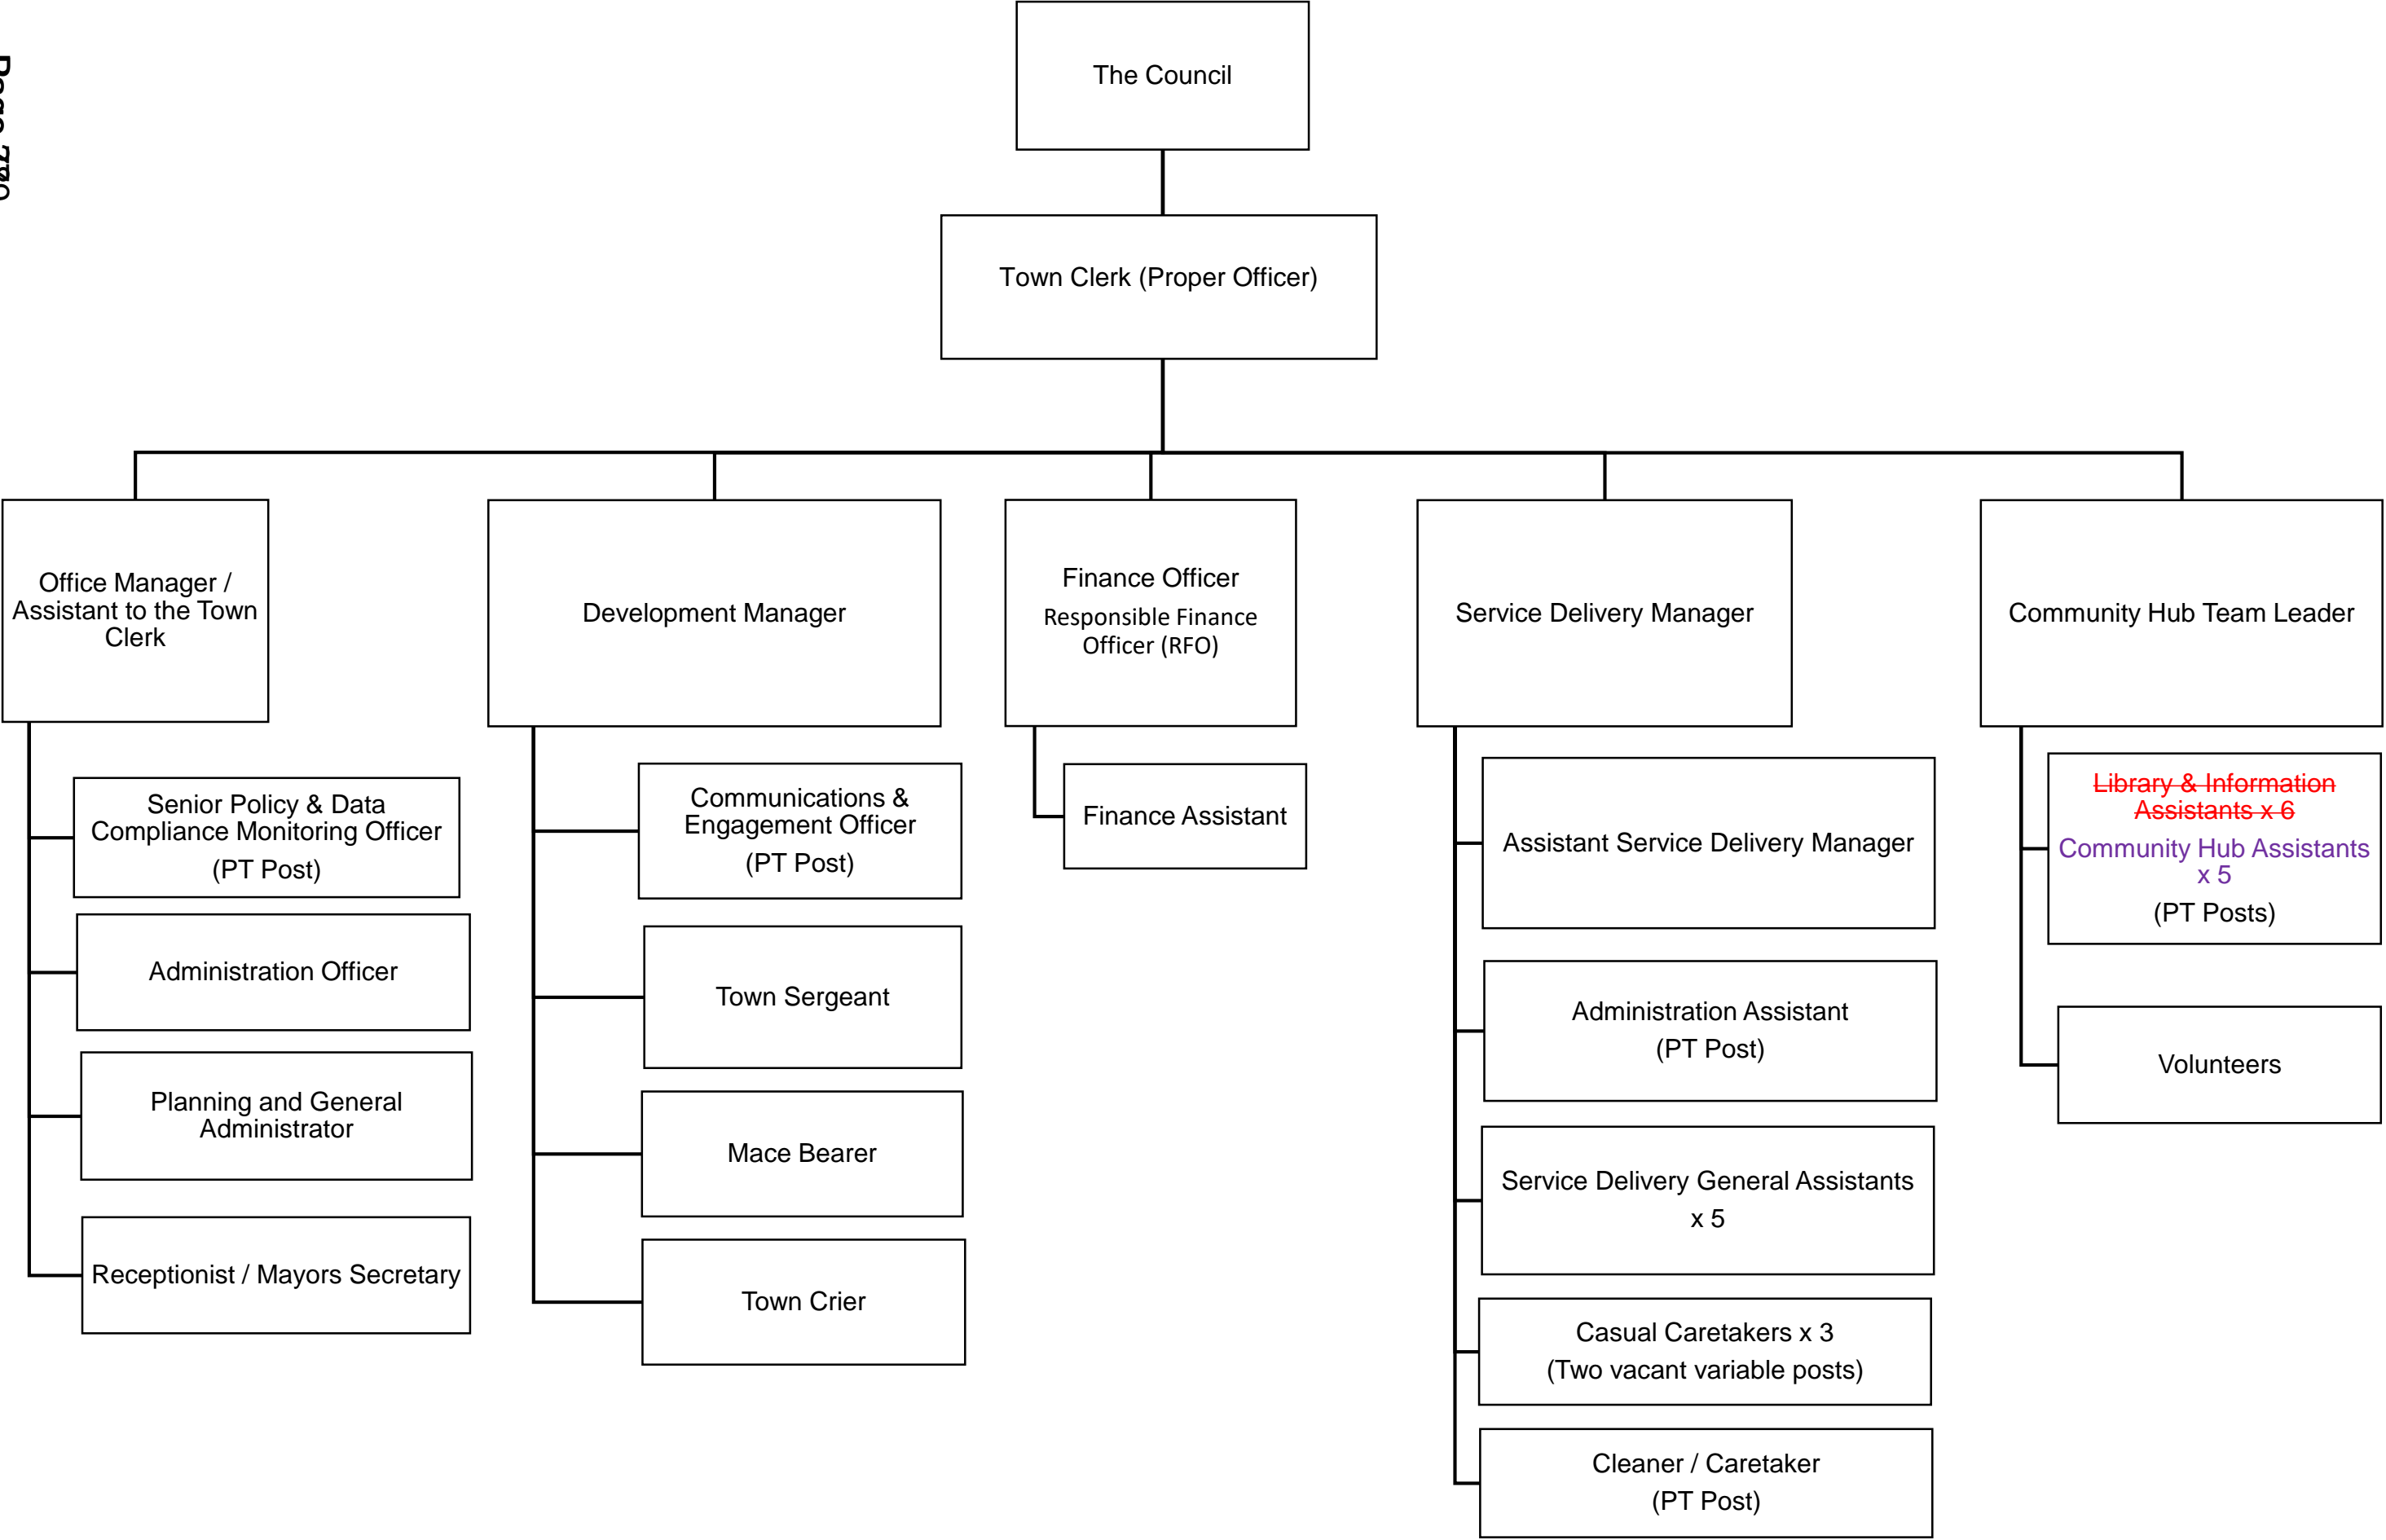 Page
The Council
Town Clerk (Proper Officer)
Office Manager /
Assistant to the Town
Clerk
Development Manager
Finance Officer
Responsible Finance
Officer (RFO)
Service Delivery Manager
Community Hub Team Leader
Senior Policy & Data
Compliance Monitoring Officer
(PT Post)
Administration Officer
Planning and General
Administrator
Receptionist / Mayors Secretary
Communications &
Engagement Officer
(PT Post)
Town Sergeant
Mace Bearer
Town Crier
Finance Assistant
Assistant Service Delivery Manager
Administration Assistant
(PT Post)
Service Delivery General Assistants
x 5
Casual Caretakers x 3
(Two vacant variable posts)
Cleaner / Caretaker
(PT Post)
Library & Information
Assistants x 6
Community Hub Assistants
x 5
(PT Posts)
Volunteers